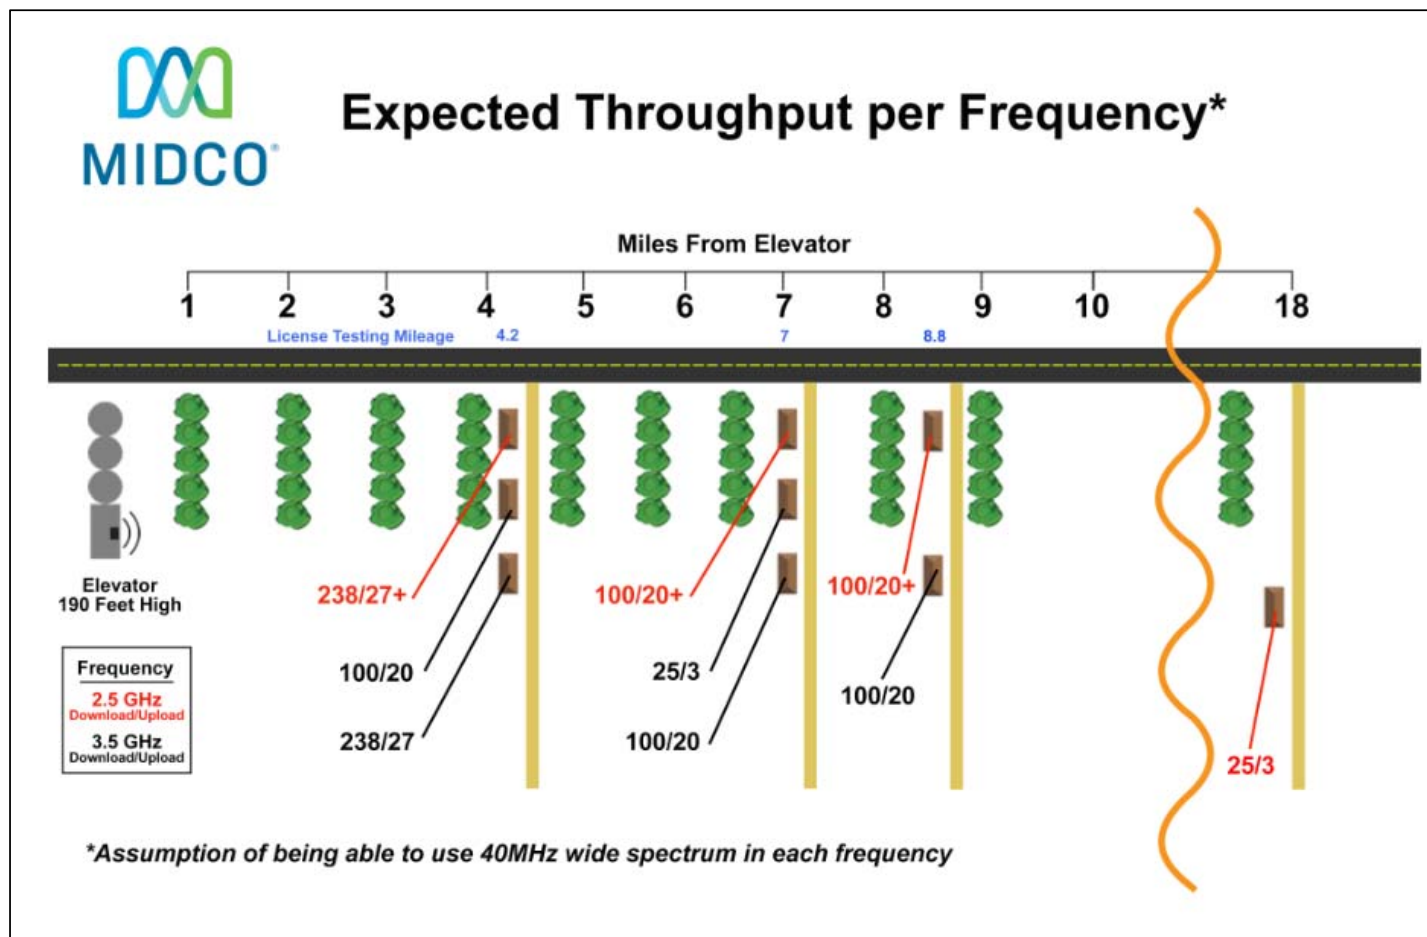 MIDCO®
Expected Throughput per Frequency*
Miles From Elevator
1 2 3 4 5 6 7 8 9 10 18
License Testing Mileage 4.2 7 8.8
Elevator
190 Feet High
238/27+
100/20
238/27
100/20+
25/3
100/20
100/20+
100/20
25/3
Frequency
2.5 GHz
Download/Upload
3.5 GHz
Download/Upload
*Assumption of being able to use 40MHz wide spectrum in each frequency